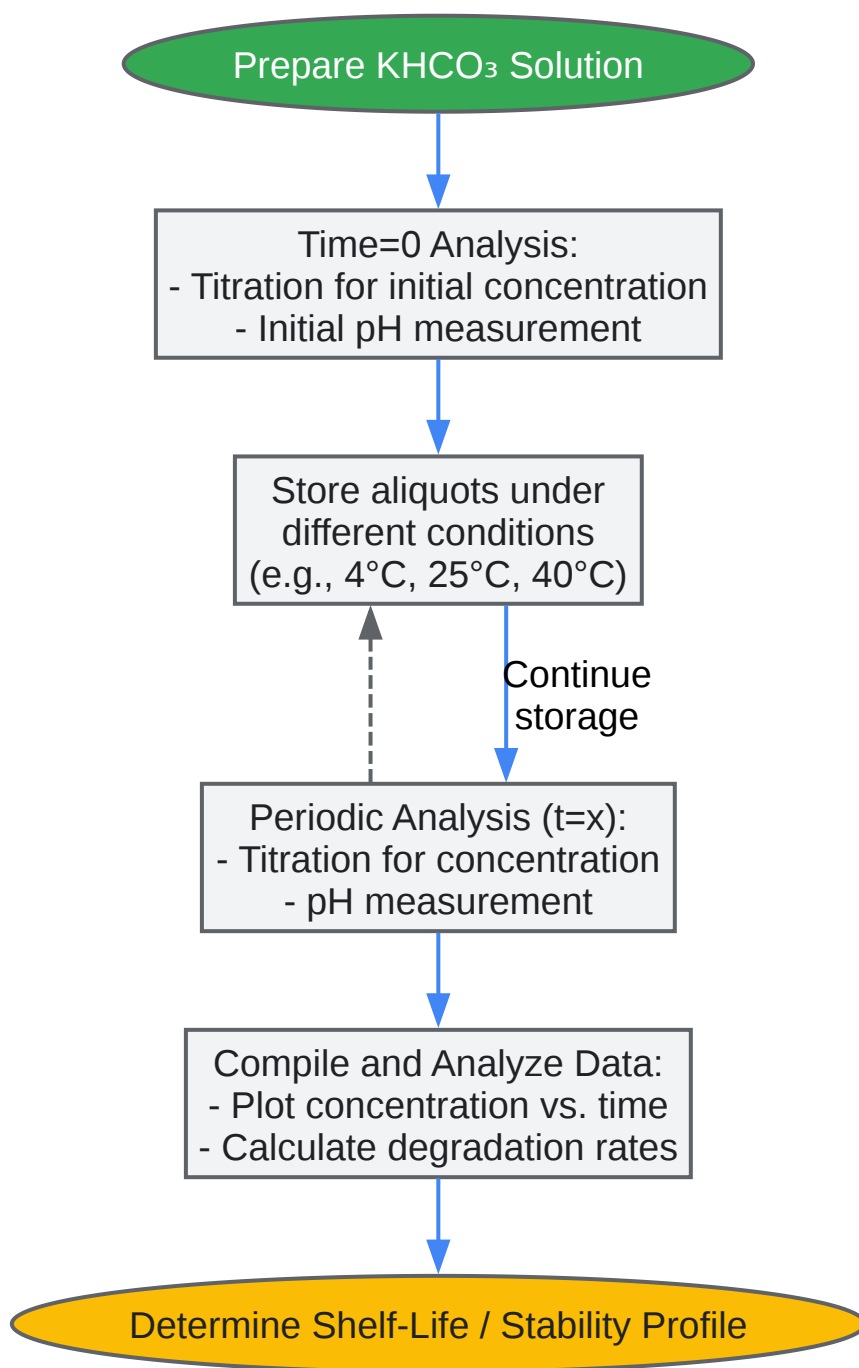 Prepare KHCO₃ Solution
Time=0 Analysis:
- Titration for initial concentration
- Initial pH measurement
Store aliquots under
different conditions
(e.g., 4°C, 25°C, 40°C)
Continue
storage
Periodic Analysis (t=x):
- Titration for concentration
- pH measurement
Compile and Analyze Data:
- Plot concentration vs. time
- Calculate degradation rates
Determine Shelf-Life / Stability Profile